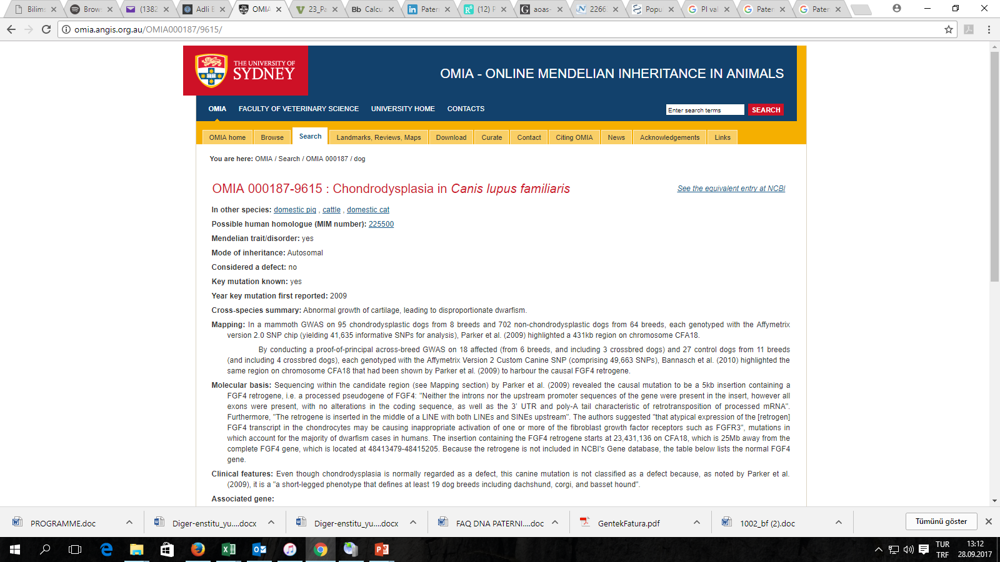 Bilims
Brows
(1382
Adli B
OMIA
23_Pa
Bb Calcu
in Patern
(12) P
G aoas-
2266
Popu
G PI val
G Patern
G Patern
omia.angis.org.au/OMIA000187/9615/
THE UNIVERSITY OF
SYDNEY
OMIA - ONLINE MENDELIAN INHERITANCE IN ANIMALS
OMIA FACULTY OF VETERINARY SCIENCE UNIVERSITY HOME CONTACTS
Enter search terms SEARCH
OMIA home Browse Search Landmarks, Reviews, Maps Download Curate Contact Citing OMIA News Acknowledgements Links
You are here: OMIA / Search / OMIA 000187 / dog
OMIA 000187-9615 : Chondrodysplasia in Canis lupus familiaris
See the equivalent entry at NCBI
In other species: domestic pig , cattle , domestic cat
Possible human homologue (MIM number): 225500
Mendelian trait/disorder: yes
Mode of inheritance: Autosomal
Considered a defect: no
Key mutation known: yes
Year key mutation first reported: 2009
Cross-species summary: Abnormal growth of cartilage, leading to disproportionate dwarfism.
Mapping: In a mammoth GWAS on 95 chondrodysplastic dogs from 8 breeds and 702 non-chondrodysplastic dogs from 64 breeds, each genotyped with the Affymetrix
version 2.0 SNP chip (yielding 41,635 informative SNPs for analysis), Parker et al. (2009) highlighted a 431kb region on chromosome CFA18.
By conducting a proof-of-principal across-breed GWAS on 18 affected (from 6 breeds, and including 3 crossbred dogs) and 27 control dogs from 11 breeds
(and including 4 crossbred dogs), each genotyped with the Affymetrix Version 2 Custom Canine SNP (comprising 49,663 SNPs), Bannasch et al. (2010) highlighted the
same region on chromosome CFA18 that had been shown by Parker et al. (2009) to harbour the causal FGF4 retrogene.
Molecular basis: Sequencing within the candidate region (see Mapping section) by Parker et al. (2009) revealed the causal mutation to be a 5kb insertion containing a
FGF4 retrogene, i.e. a processed pseudogene of FGF4: "Neither the introns nor the upstream promoter sequences of the gene were present in the insert, however all
exons were present, with no alterations in the coding sequence, as well as the 3' UTR and poly-A tail characteristic of retrotransposition of processed mRNA".
Furthermore, "The retrogene is inserted in the middle of a LINE with both LINEs and SINEs upstream". The authors suggested "that atypical expression of the [retrogen]
FGF4 transcript in the chondrocytes may be causing inappropriate activation of one or more of the fibroblast growth factor receptors such as FGFR3", mutations in
which account for the majority of dwarfism cases in humans. The insertion containing the FGF4 retrogene starts at 23,431,136 on CFA18, which is 25Mb away from the
complete FGF4 gene, which is located at 48413479-48415205. Because the retrogene is not included in NCBI's Gene database, the table below lists the normal FGF4
gene.
Clinical features: Even though chondrodysplasia is normally regarded as a defect, this canine mutation is not classified as a defect because, as noted by Parker et al.
(2009), it is a "a short-legged phenotype that defines at least 19 dog breeds including dachshund, corgi, and basset hound".
Associated gene:
PROGRAMME.doc
Diger-enstitu_yu....docx
Diger-enstitu_yu....docx
FAQ DNA PATERNI....doc
GentekFatura.pdf
1002_bf (2).doc
Tümünü göster
TUR
TRF
13:12
28.09.2017